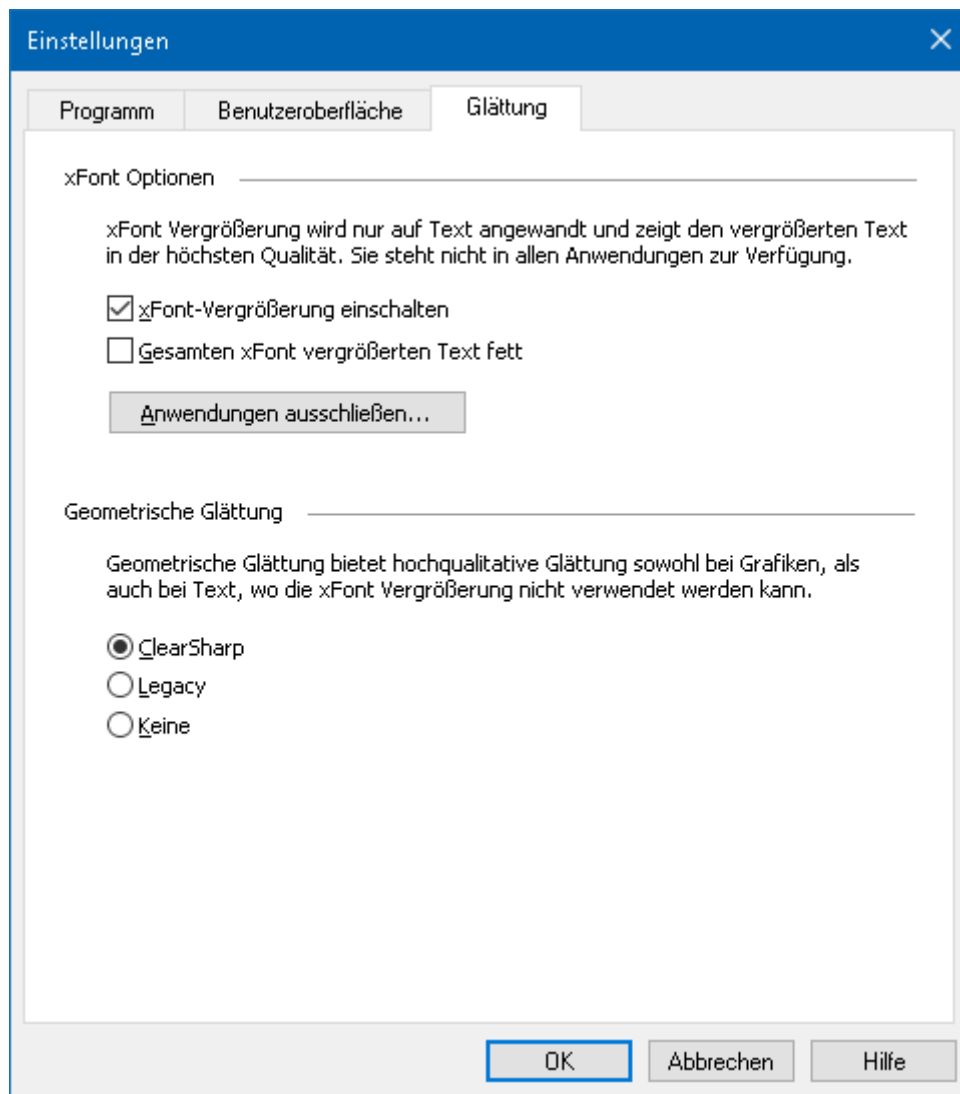 Einstellungen
Programm
Benutzeroberfläche
Glättung
xFont Optionen
xFont Vergrößerung wird nur auf Text angewandt und zeigt den vergrößerten Text
in der höchsten Qualität. Sie steht nicht in allen Anwendungen zur Verfügung.
xFont-Vergrößerung einschalten
Gesamten xFont vergrößerten Text fett
Anwendungen ausschließen...
Geometrische Glättung
Geometrische Glättung bietet hochqualitative Glättung sowohl bei Grafiken, als
auch bei Text, wo die xFont Vergrößerung nicht verwendet werden kann.
ClearSharp
Legacy
Keine
OK
Abbrechen
Hilfe